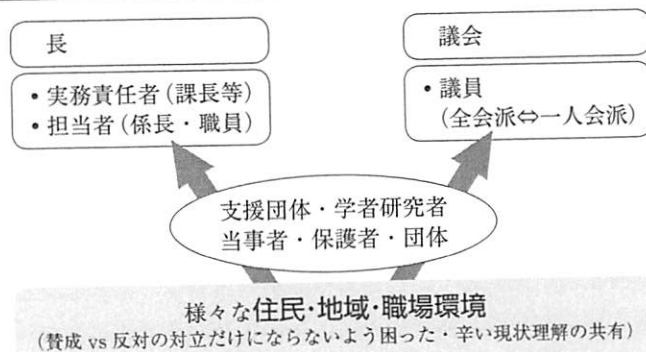 長
・実務責任者(課長等)
・担当者(係長・職員)
議会
・議員
(全会派⇔一人会派)
支援団体・学者研究者
当事者・保護者・団体
様々な住民・地域・職場環境
(賛成 vs 反対の対立だけにならないよう困った・辛い現状理解の共有)